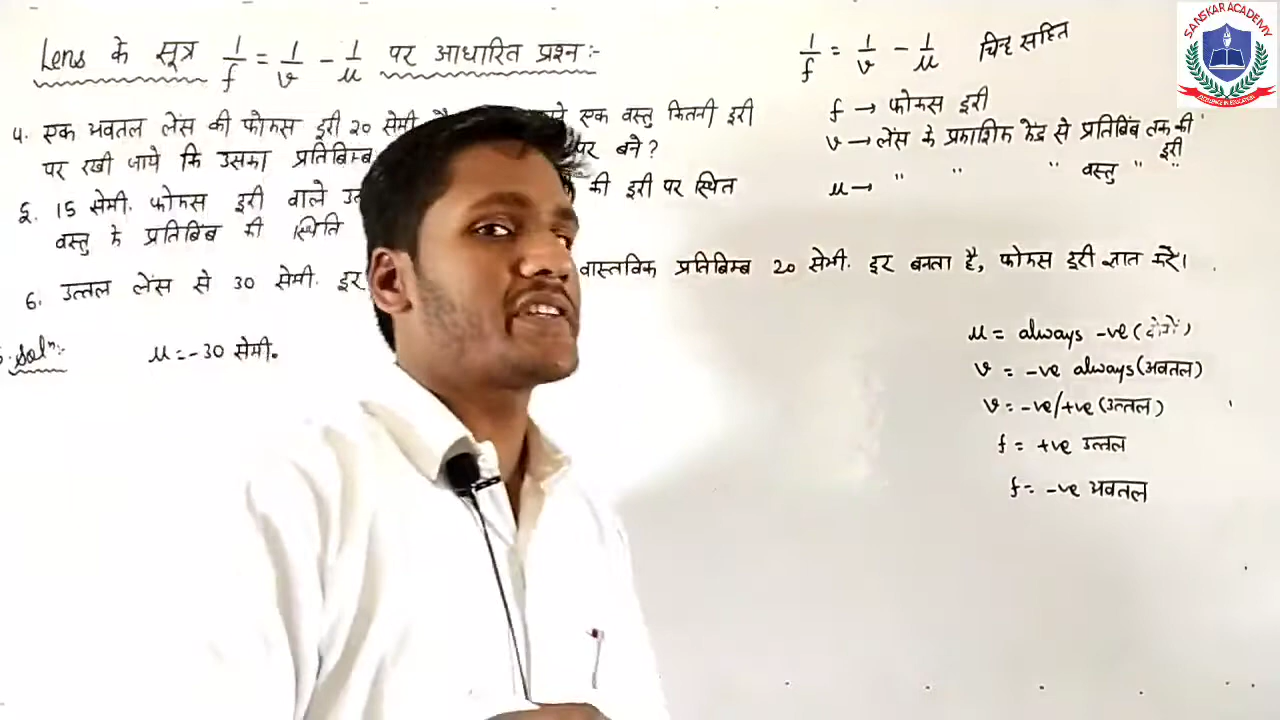 Lens के सूत्र 1/f = 1/v - 1/u पर आधारित प्रश्न:-
4. एक अवतल लेंस की फोकस दूरी 20 सेमी. एक वस्तु कितनी दूरी
पर रखी जाये कि उसका प्रतिबिम्ब पर बने?
5. 15 सेमी. फोकस दूरी वाले की दूरी पर स्थित
वस्तु के प्रतिबिंब की स्थिति
6. उत्तल लेंस से 30 सेमी. दूर वास्तविक प्रतिबिम्ब 20 सेमी. दूर बनता है, फोकस दूरी ज्ञात करें।
Solⁿ:-
u = -30 सेमी.
1/f = 1/v - 1/u चिन्ह सहित
f → फोकस दूरी
v → लेंस के प्रकाशिक केंद्र से प्रतिबिंब तक की दूरी
u → " " " वस्तु " "
u = always -ve (दोनों)
v = -ve always (अवतल)
v = -ve/+ve (उत्तल)
f = +ve उत्तल
f = -ve अवतल
SANSKAR ACADEMY
EXCELLENCE IN EDUCATION